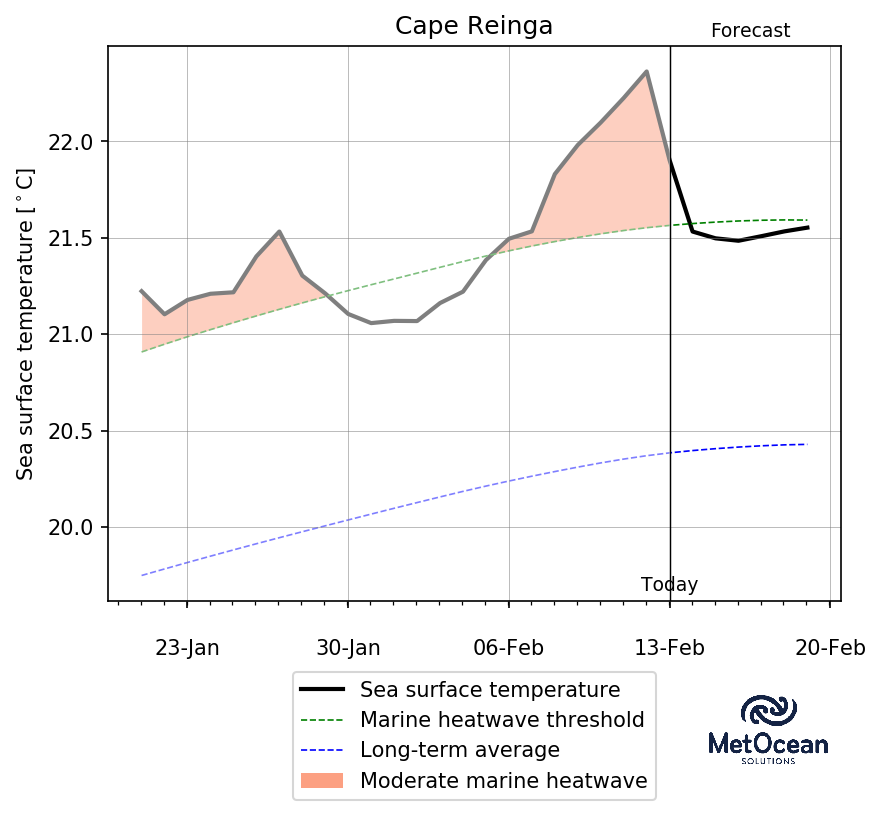 Cape Reinga
Forecast
Sea surface temperature [°C]
22.0
21.5
21.0
20.5
20.0
Today
23-Jan
30-Jan
06-Feb
13-Feb
20-Feb
Sea surface temperature
Marine heatwave threshold
Long-term average
Moderate marine heatwave
MetOcean
SOLUTIONS